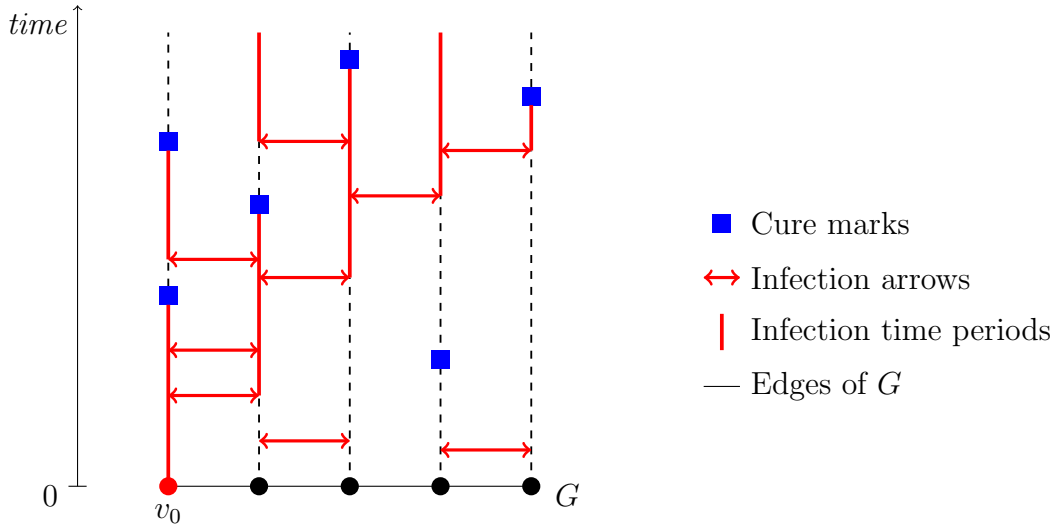 time
0
v0
G
Cure marks
Infection arrows
Infection time periods
Edges of G